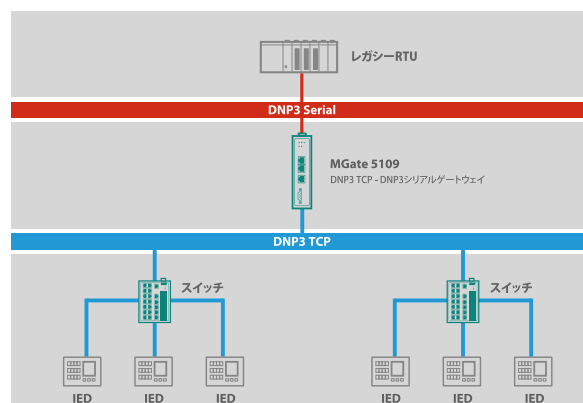 レガシーRTU
DNP3 Serial
MGate 5109
DNP3 TCP - DNP3シリアルゲートウェイ
DNP3 TCP
スイッチ
スイッチ
IED
IED
IED
IED
IED
IED